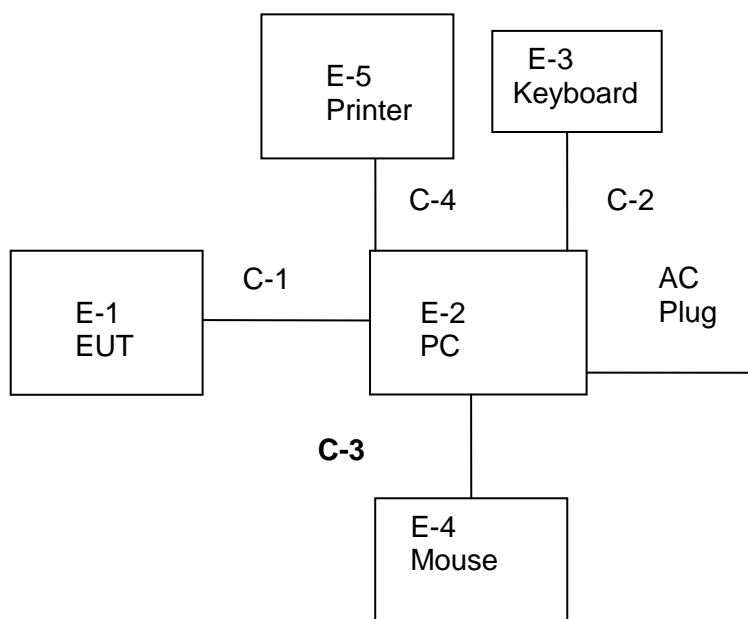 E-5
Printer
E-3
Keyboard
C-4
C-2
C-1
E-1
EUT
E-2
PC
AC
Plug
C-3
E-4
Mouse